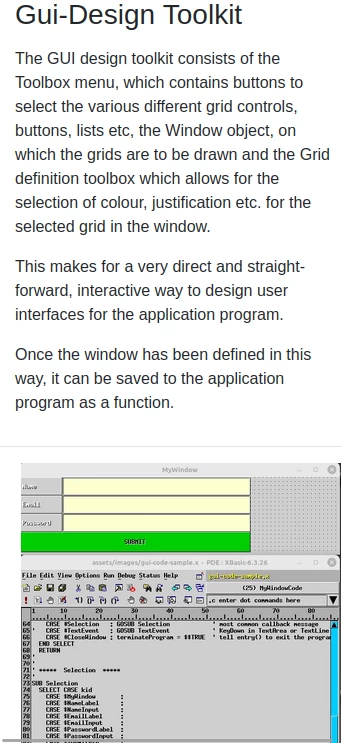 Gui-Design Toolkit
The GUI design toolkit consists of the
Toolbox menu, which contains buttons to
select the various different grid controls,
buttons, lists etc, the Window object, on
which the grids are to be drawn and the Grid
definition toolbox which allows for the
selection of colour, justification etc. for the
selected grid in the window.
This makes for a very direct and straight-
forward, interactive way to design user
interfaces for the application program.
Once the window has been defined in this
way, it can be saved to the application
program as a function.
MyWindow
Name
Email
Password
SUBMIT
assets/images/gui-code-sample.x - PDE: XBasic-6.3.26
File Edit View Options Run Debug Status Help gui-code-sample.x
(25) MyWindowCode
.c enter dot commands here
1 10 20 30 40 50 60 70 80
64 CASE #Selection : GOSUB Selection ' most common callback message
65 ' CASE #TextEvent : GOSUB TextEvent ' KeyDown in TextArea or TextLine
66 CASE #CloseWindow : terminateProgram = $$TRUE ' tell entry() to exit the progra
67 END SELECT
68 RETURN
69 '
70 '
71 ' ***** Selection *****
72 '
73 SUB Selection
74 SELECT CASE kid
75 CASE $MyWindow :
76 CASE $NameLabel :
77 CASE $NameInput :
78 CASE $EmailLabel :
79 CASE $EmailInput :
80 CASE $PasswordLabel :
81 CASE $PasswordInput :